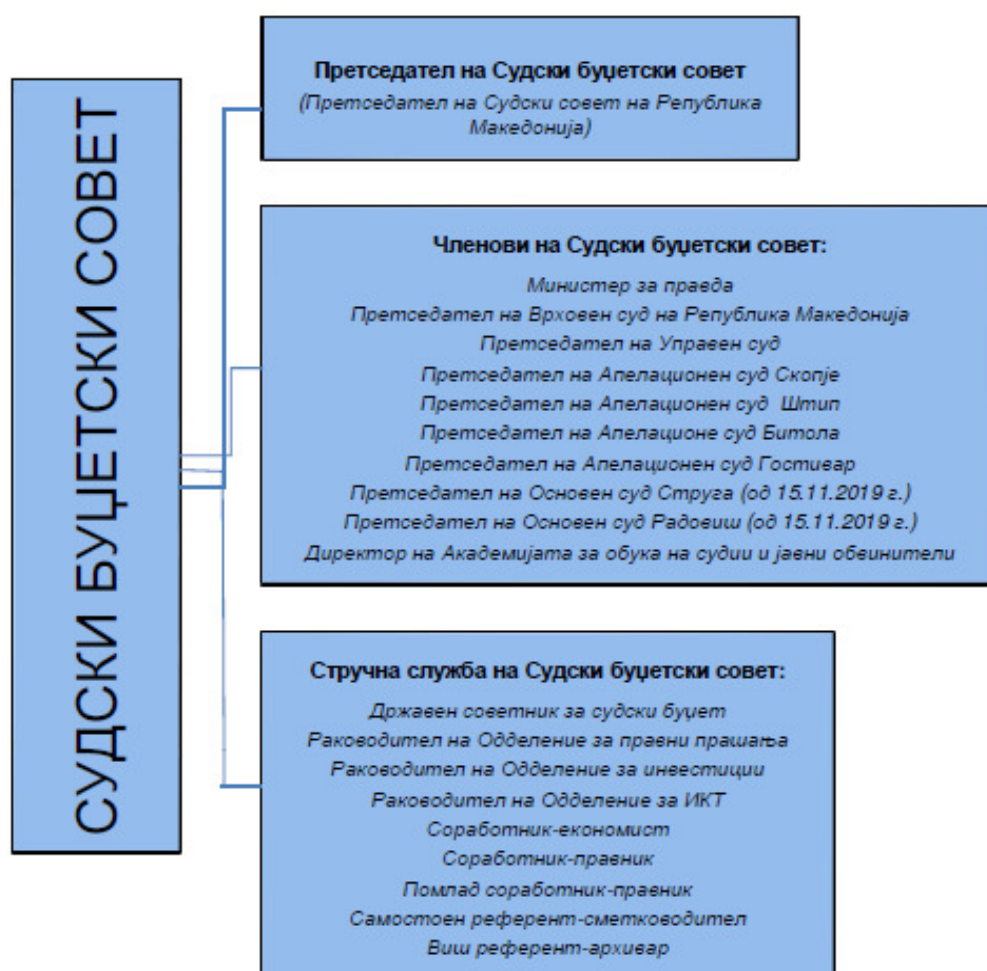 СУДСКИ БУЏЕТСКИ СОВЕТ
Претседател на Судски буџетски совет
(Претседател на Судски совет на Република
Македонија)
Членови на Судски буџетски совет:
Министер за правда
Претседател на Врховен суд на Република Македонија
Претседател на Управен суд
Претседател на Апелационен суд Скопје
Претседател на Апелационен суд Штип
Претседател на Апелационе суд Битола
Претседател на Апелационен суд Гостивар
Претседател на Основен суд Струга (од 15.11.2019 г.)
Претседател на Основен суд Радовиш (од 15.11.2019 г.)
Директор на Академијата за обука на судии и јавни обвинители
Стручна служба на Судски буџетски совет:
Државен советник за судски буџет
Раководител на Одделение за правни прашања
Раководител на Одделение за инвестиции
Раководител на Одделение за ИКТ
Соработник-економист
Соработник-правник
Помлад соработник-правник
Самостоен референт-сметководител
Виш референт-архивар